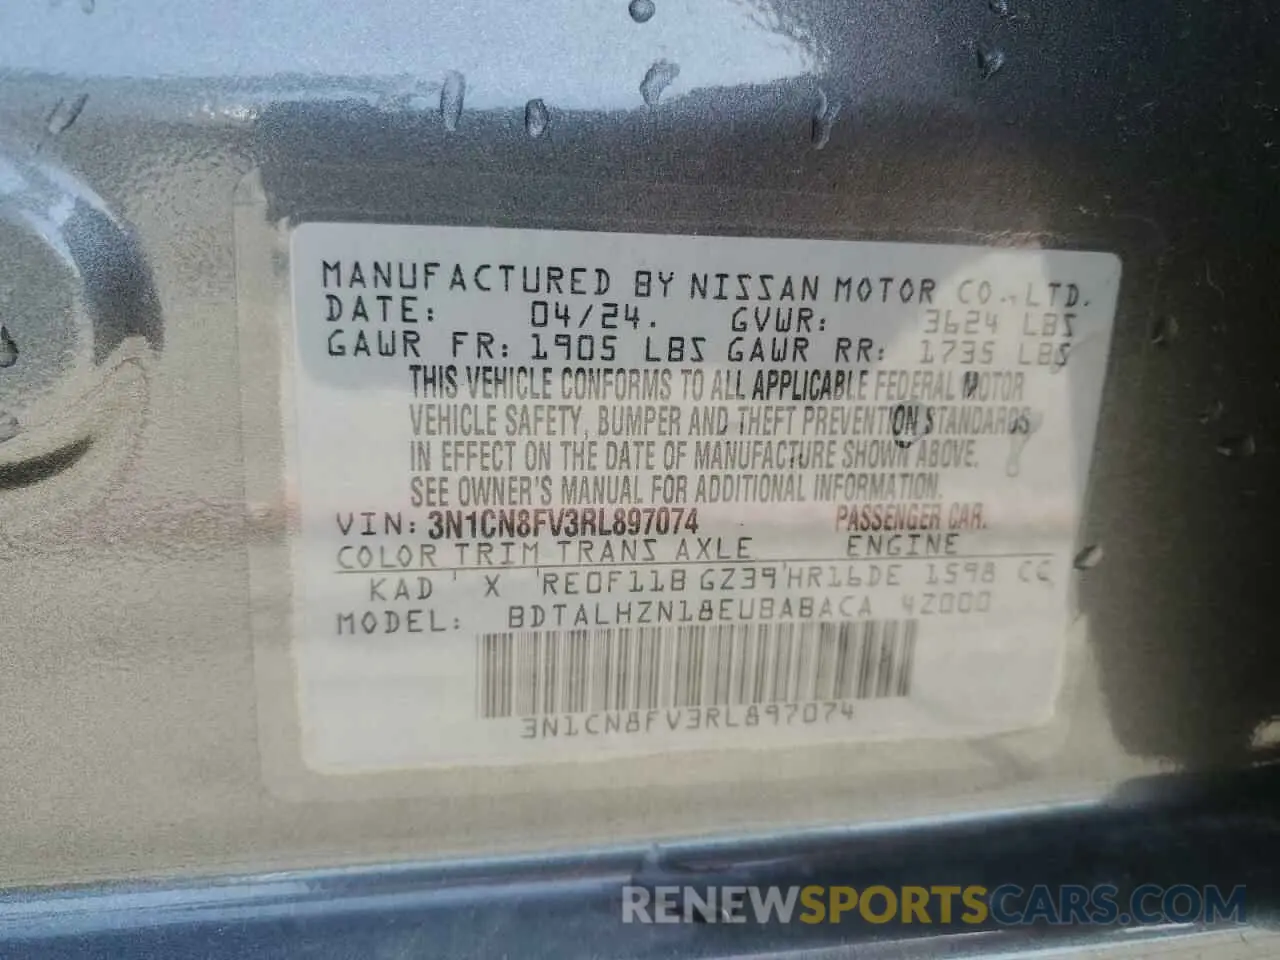 MANUFACTURED BY NISSAN MOTOR CO., LTD.
DATE: 04/24. GVWR: 3624 LBS
GAWR FR: 1905 LBS GAWR RR: 1735 LBS
THIS VEHICLE CONFORMS TO ALL APPLICABLE FEDERAL MOTOR
VEHICLE SAFETY, BUMPER AND THEFT PREVENTION STANDARDS
IN EFFECT ON THE DATE OF MANUFACTURE SHOWN ABOVE.
SEE OWNER'S MANUAL FOR ADDITIONAL INFORMATION.
VIN: 3N1CN8FV3RL897074 PASSENGER CAR.
COLOR TRIM TRANS AXLE ENGINE
KAD ' X 'RE0F11B GZ39'HR16DE 1598 CC
MODEL: BDTALHZN18EUBABACA 42000
3N1CN8FV3RL897074
RENEWSPORTSCARS.COM